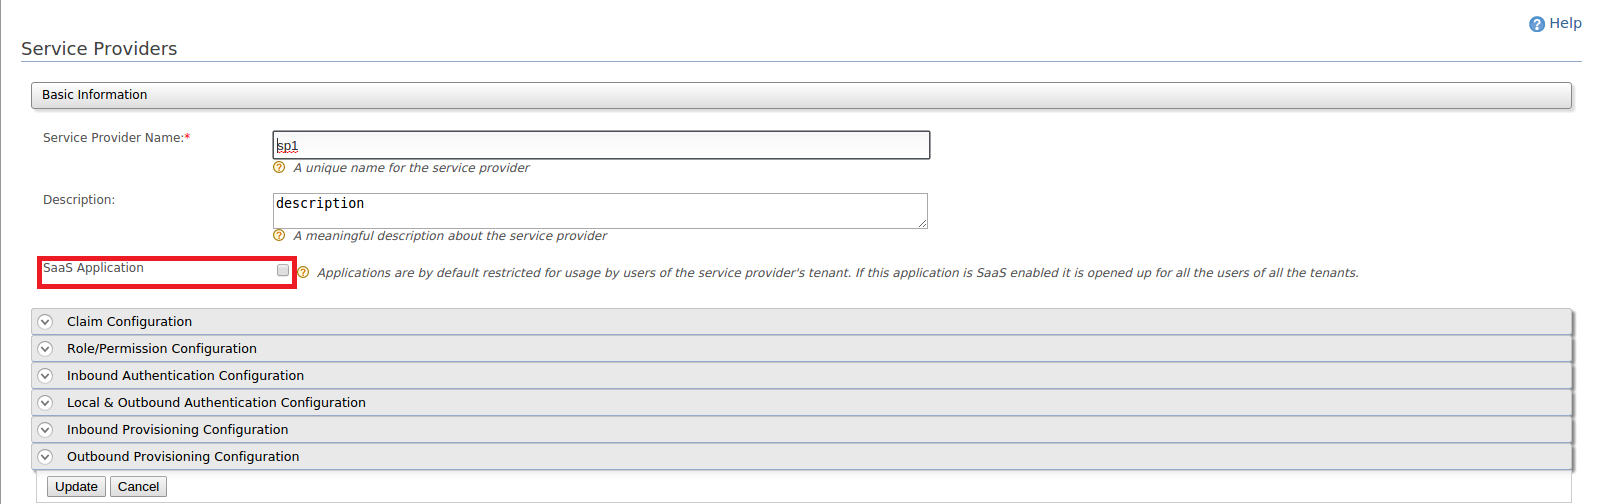 Help
Service Providers
Basic Information
Service Provider Name:*
sp1
A unique name for the service provider
Description:
description
A meaningful description about the service provider
SaaS Application
Applications are by default restricted for usage by users of the service provider's tenant. If this application is SaaS enabled it is opened up for all the users of all the tenants.
Claim Configuration
Role/Permission Configuration
Inbound Authentication Configuration
Local & Outbound Authentication Configuration
Inbound Provisioning Configuration
Outbound Provisioning Configuration
Update Cancel